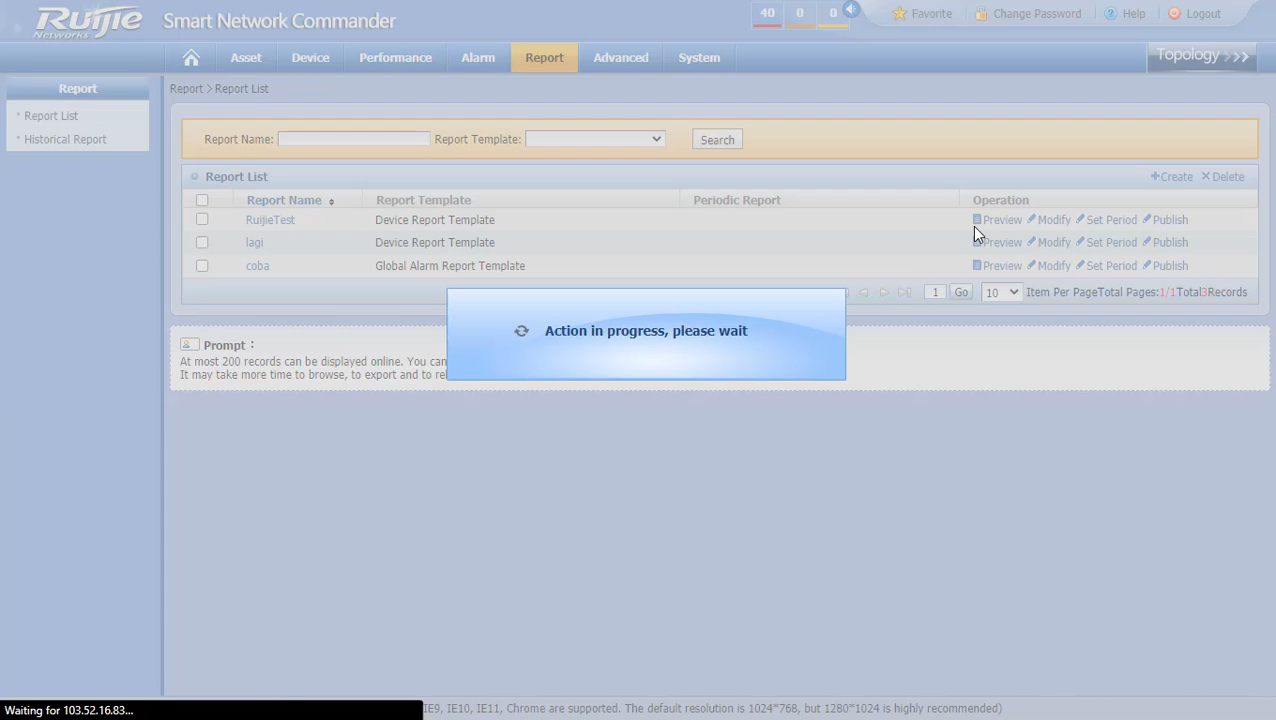 Ruijie Networks Smart Network Commander
40 0 0 Favorite Change Password Help Logout
Asset Device Performance Alarm Report Advanced System Topology >>>
Report
Report List
Historical Report
Report > Report List
Report Name: Report Template: Search
Report List Create Delete
Report Name Report Template Periodic Report Operation
RuijieTest Device Report Template Preview Modify Set Period Publish
lagi Device Report Template Preview Modify Set Period Publish
coba Global Alarm Report Template Preview Modify Set Period Publish
1 Go 10 Item Per PageTotal Pages:1/1Total3Records
Action in progress, please wait
Prompt：
At most 200 records can be displayed online. You can
It may take more time to browse, to export and to
Waiting for 103.52.16.83...
IE9, IE10, IE11, Chrome are supported. The default resolution is 1024*768, but 1280*1024 is highly recommended)